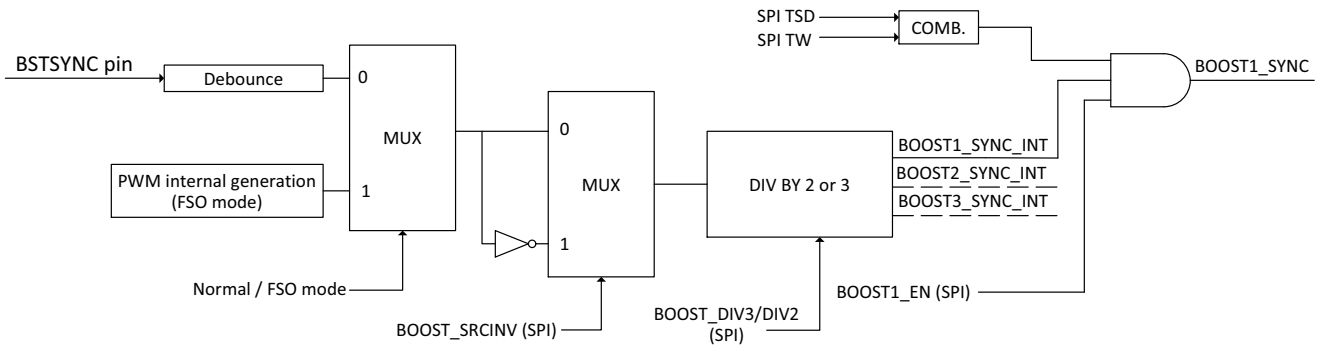 SPI TSD
SPI TW
COMB.
BOOST1_SYNC
BSTSYNC pin
Debounce
0
MUX
1
PWM internal generation
(FSO mode)
0
MUX
1
DIV BY 2 or 3
BOOST1_SYNC_INT
BOOST2_SYNC_INT
BOOST3_SYNC_INT
Normal / FSO mode
BOOST_SRCINV (SPI)
BOOST_DIV3/DIV2
(SPI)
BOOST1_EN (SPI)